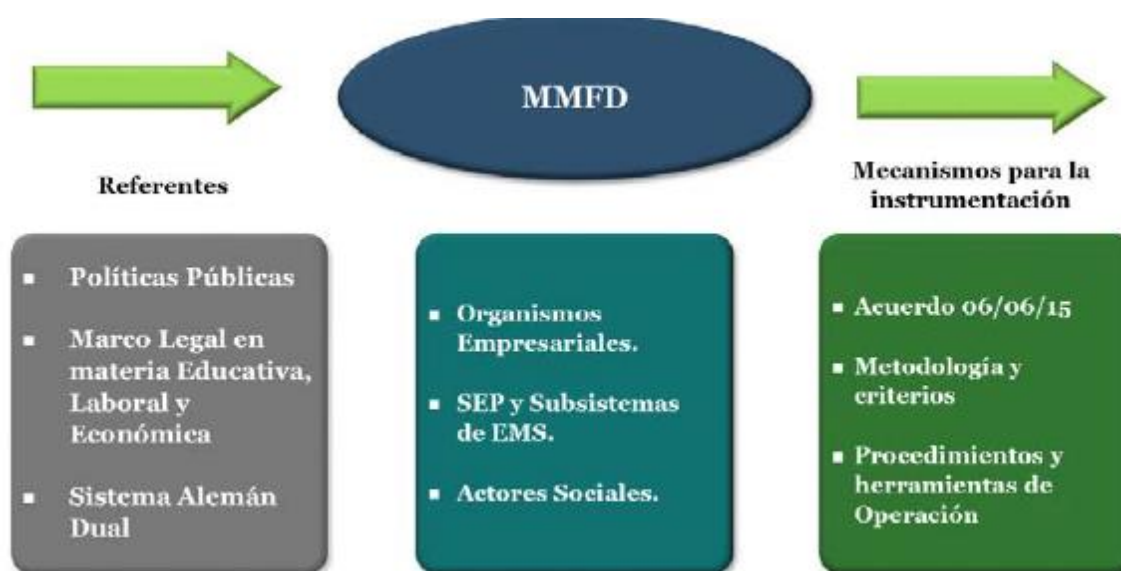 MMFD
Referentes
Mecanismos para la
instrumentación
▪ Políticas Públicas
▪ Marco Legal en
materia Educativa,
Laboral y
Económica
▪ Sistema Alemán
Dual
▪ Organismos
Empresariales.
▪ SEP y Subsistemas
de EMS.
▪ Actores Sociales.
▪ Acuerdo 06/06/15
▪ Metodología y
criterios
▪ Procedimientos y
herramientas de
Operación